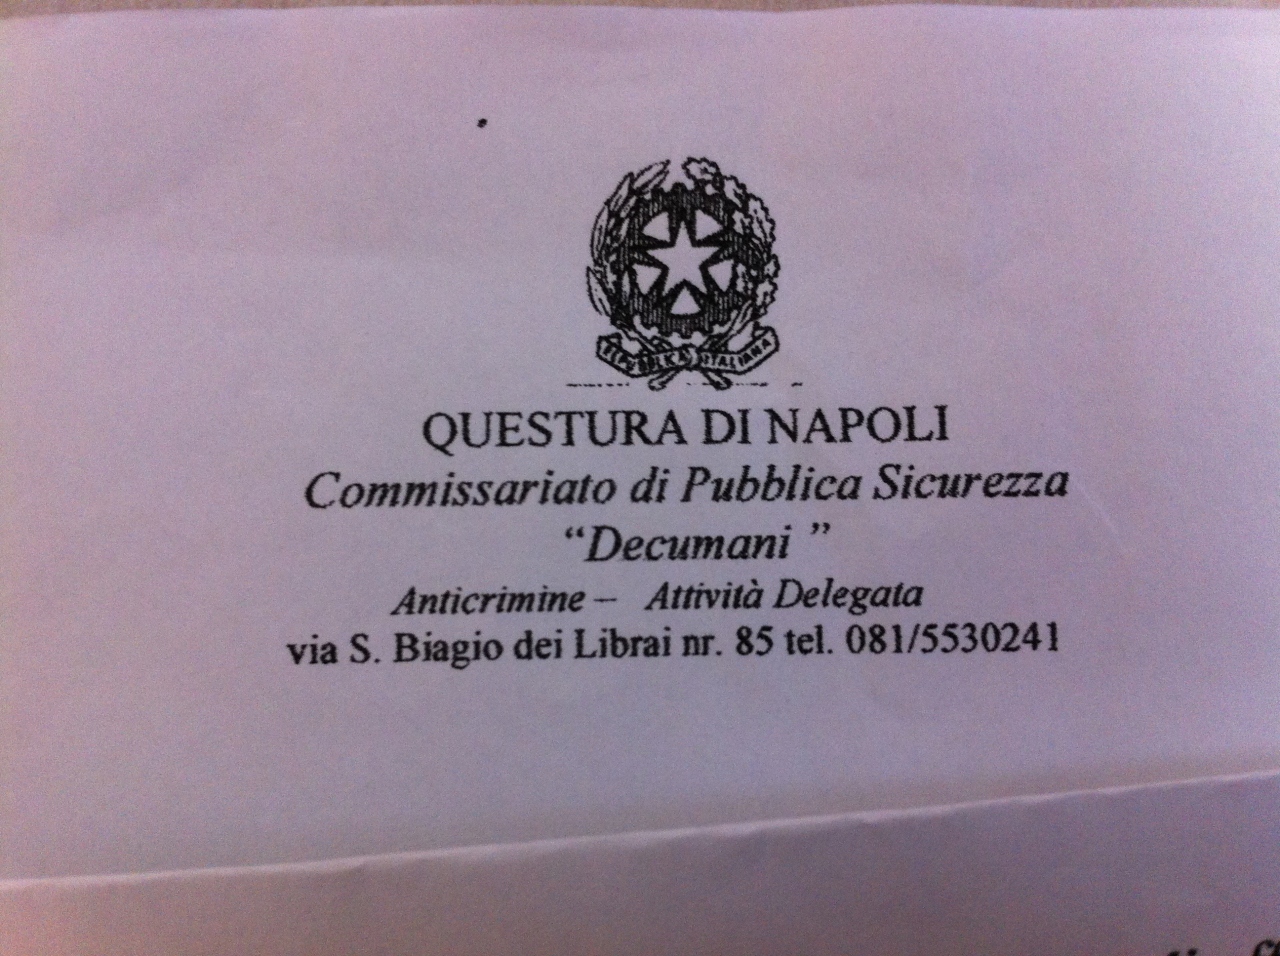 REPVBBLICA ITALIANA
QUESTURA DI NAPOLI
Commissariato di Pubblica Sicurezza
“Decumani ”
Anticrimine – Attività Delegata
via S. Biagio dei Librai nr. 85 tel. 081/5530241